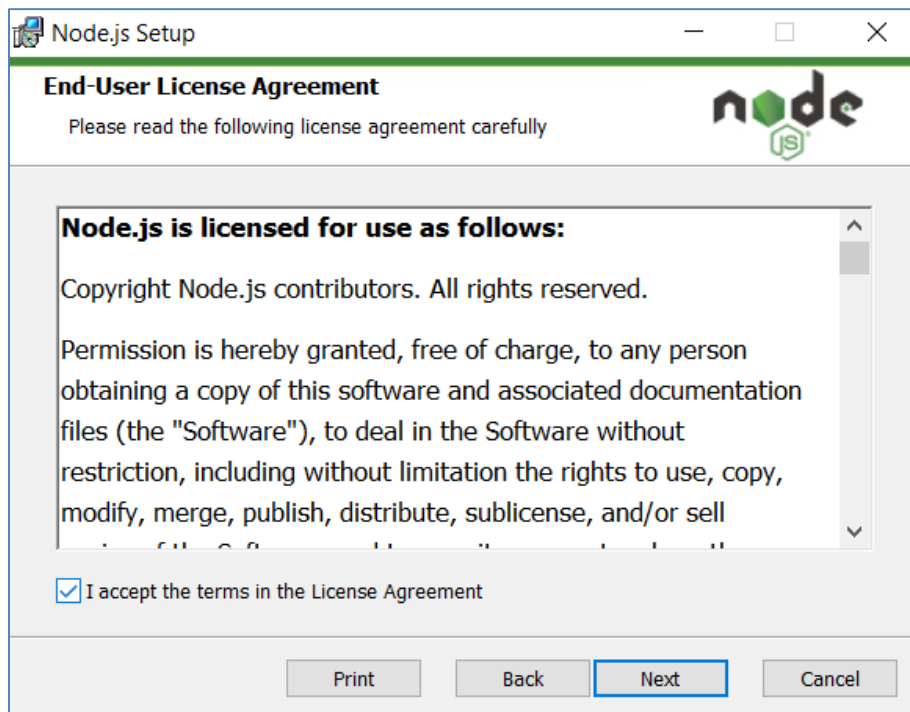 Node.js Setup
End-User License Agreement
Please read the following license agreement carefully
node
JS
Node.js is licensed for use as follows:
Copyright Node.js contributors. All rights reserved.
Permission is hereby granted, free of charge, to any person
obtaining a copy of this software and associated documentation
files (the "Software"), to deal in the Software without
restriction, including without limitation the rights to use, copy,
modify, merge, publish, distribute, sublicense, and/or sell
I accept the terms in the License Agreement
Print Back Next Cancel